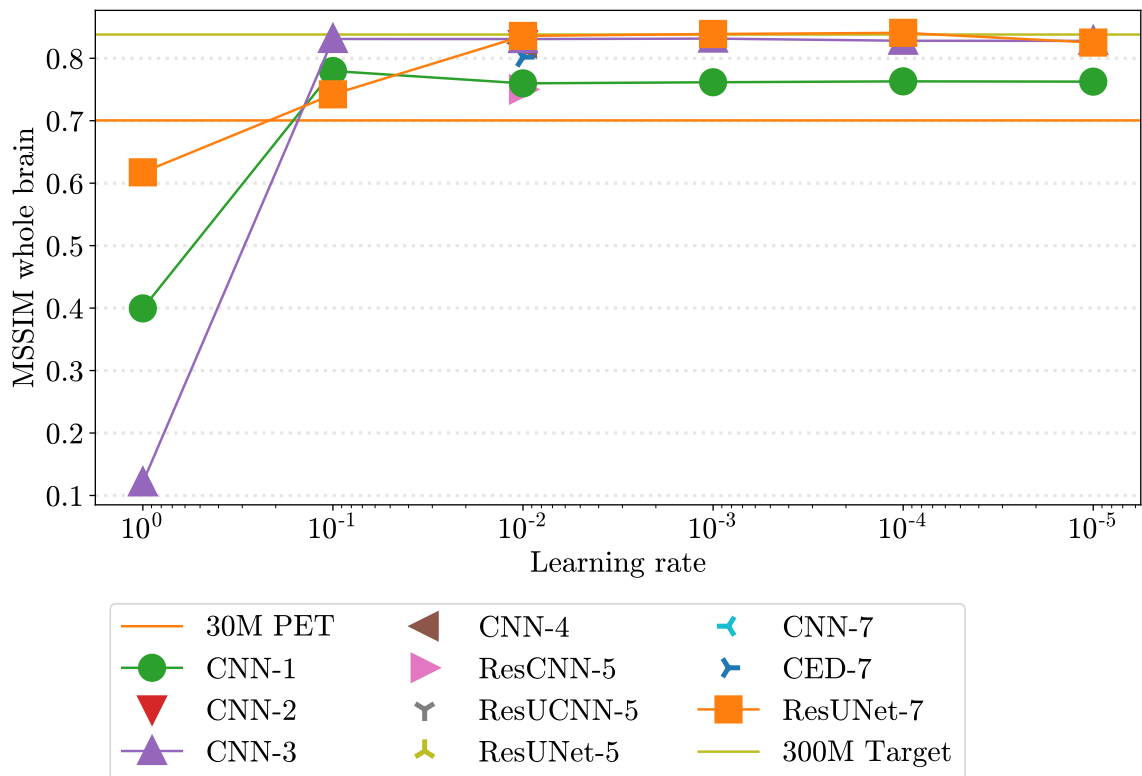 0.8
0.7
0.6
0.5
0.4
0.3
0.2
0.1
MSSIM whole brain
10^0 10^-1 10^-2 10^-3 10^-4 10^-5
Learning rate
30M PET CNN-4 CNN-7
CNN-1 ResCNN-5 CED-7
CNN-2 ResUCNN-5 ResUNet-7
CNN-3 ResUNet-5 300M Target